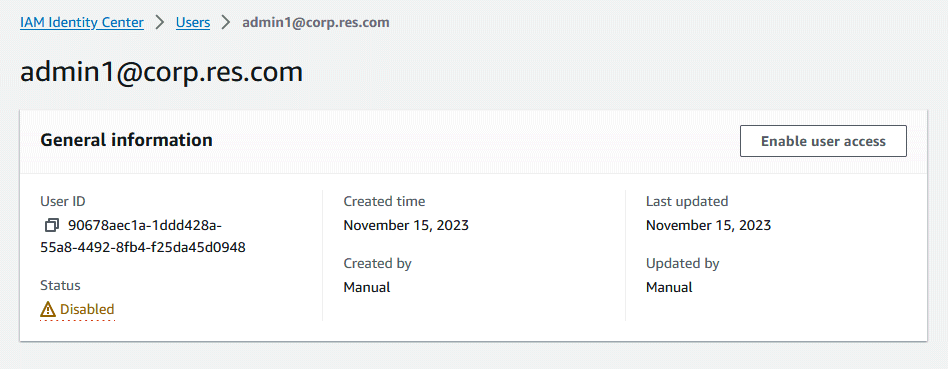 IAM Identity Center > Users > admin1@corp.res.com
admin1@corp.res.com
General information
Enable user access
User ID
90678aec1a-1ddd428a-
55a8-4492-8fb4-f25da45d0948
Status
Disabled
Created time
November 15, 2023
Created by
Manual
Last updated
November 15, 2023
Updated by
Manual